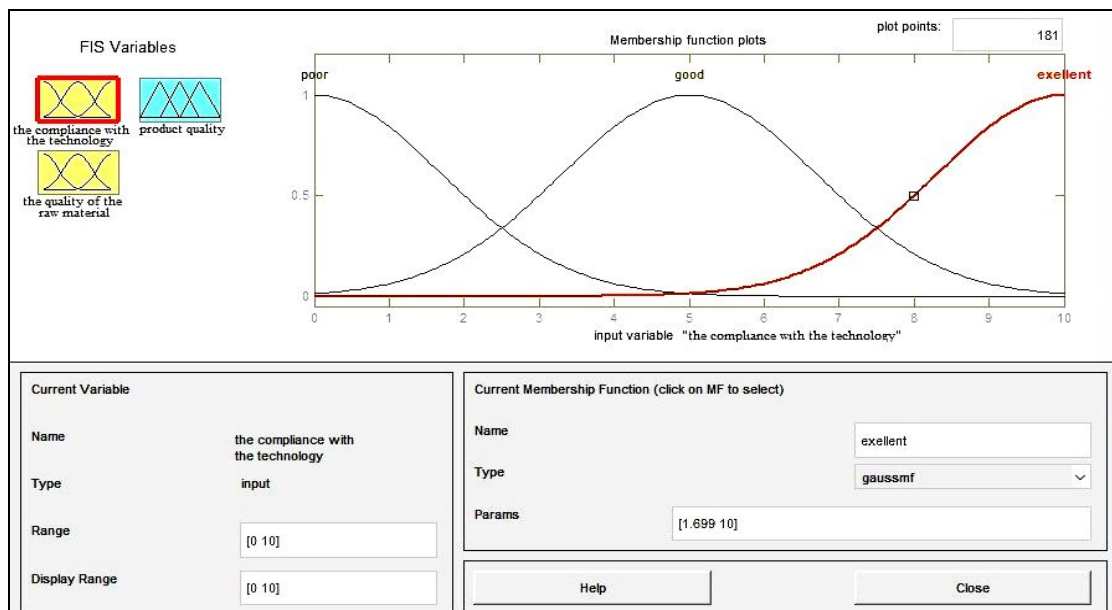 FIS Variables
the compliance with
the technology
product quality
the quality of the
raw material
Membership function plots
plot points:
181
poor
good
exellent
1
0.5
0
0 1 2 3 4 5 6 7 8 9 10
input variable "the compliance with the technology"
Current Variable
Name
the compliance with
the technology
Type
input
Range
[0 10]
Display Range
[0 10]
Current Membership Function (click on MF to select)
Name
exellent
Type
gaussmf
Params
[1.699 10]
Help
Close